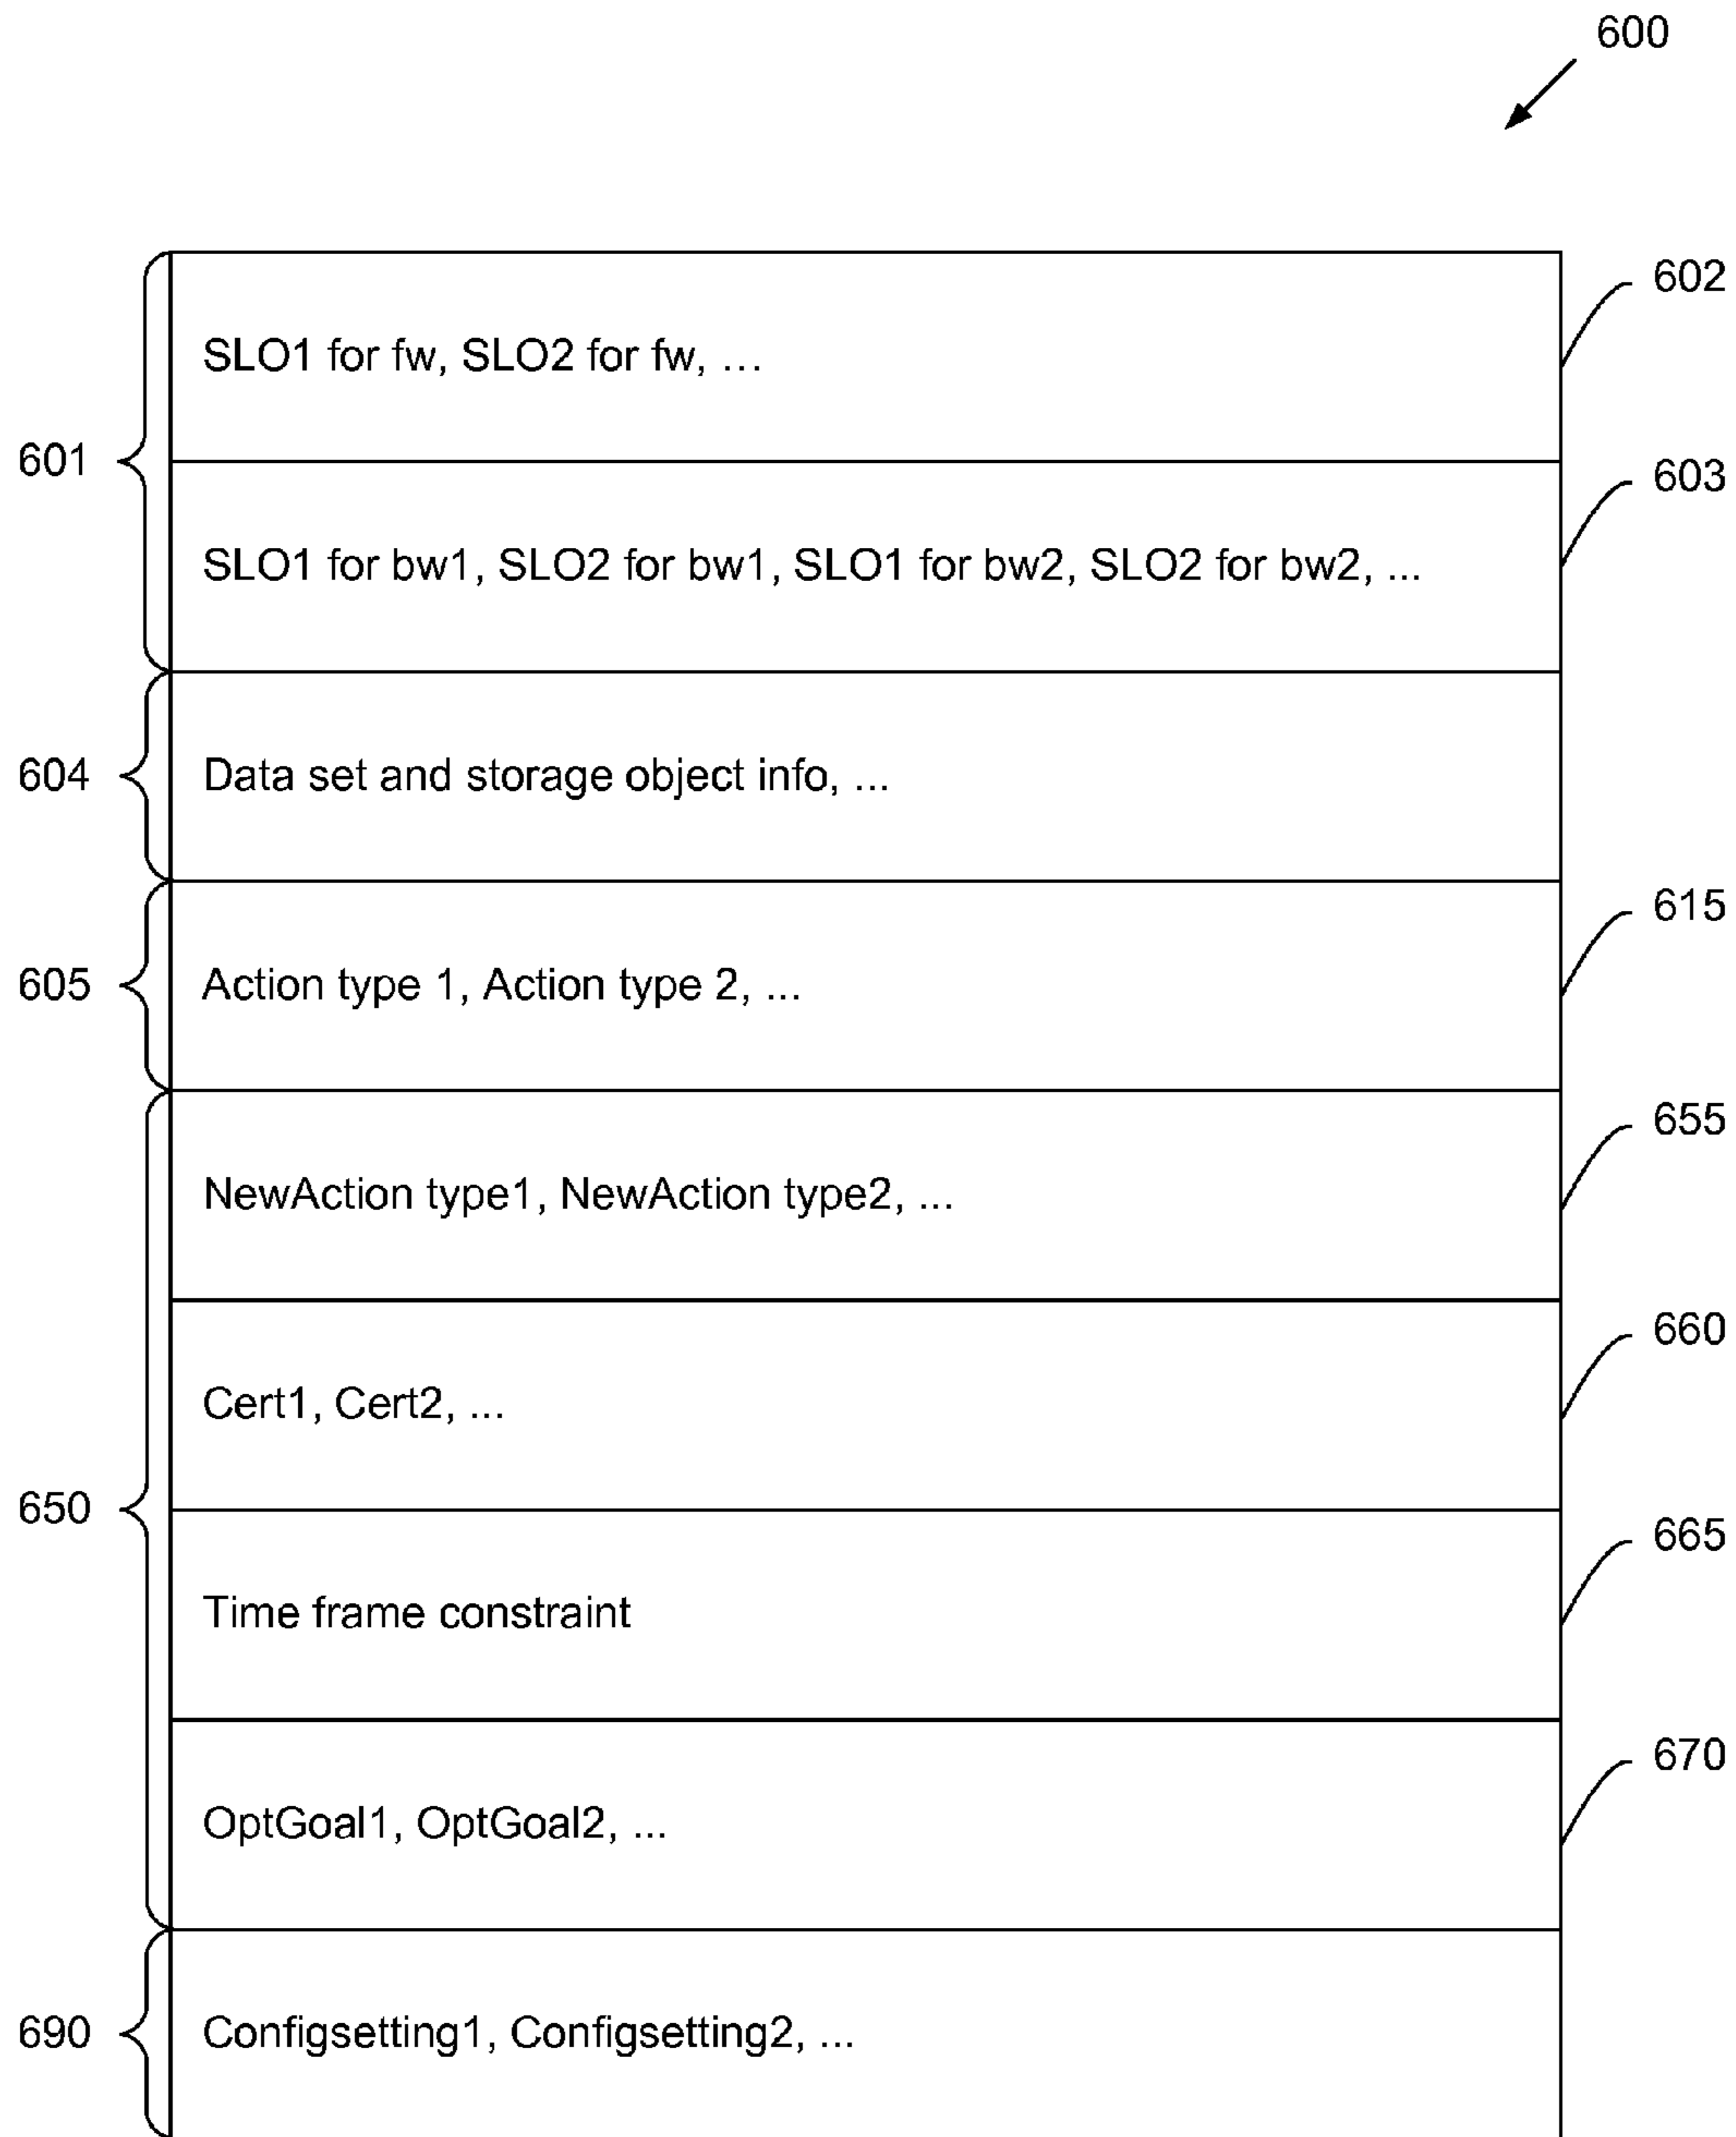 600
602
SLO1 for fw, SLO2 for fw, ...
601
603
SLO1 for bw1, SLO2 for bw1, SLO1 for bw2, SLO2 for bw2, ...
604
Data set and storage object info, ...
615
605
Action type 1, Action type 2, ...
655
NewAction type1, NewAction type2, ...
660
Cert1, Cert2, ...
650
665
Time frame constraint
670
OptGoal1, OptGoal2, ...
690
Configsetting1, Configsetting2, ...